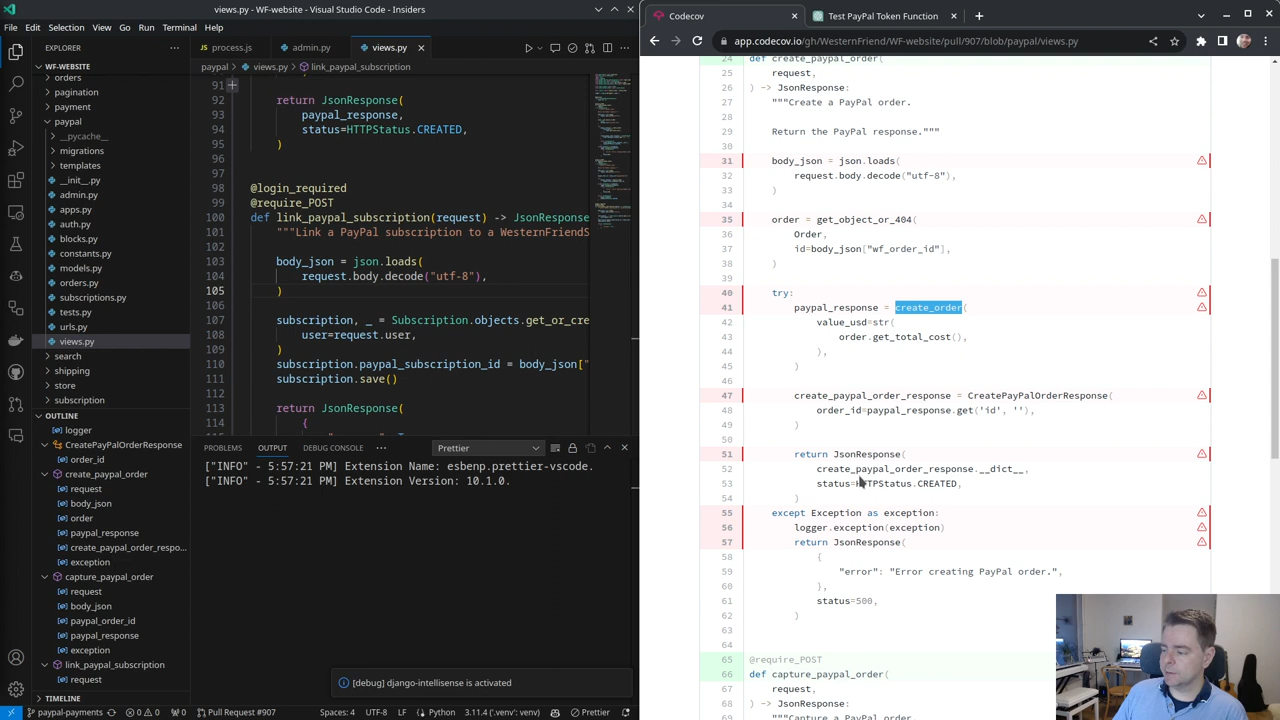 views.py - WF-website - Visual Studio Code - Insiders
File Edit Selection View Go Run Terminal Help
EXPLORER
orders
pagination
payment
paypal
__pycache__
migrations
templates
__init__.py
admin.py
apps.py
auth.py
blocks.py
constants.py
models.py
orders.py
subscriptions.py
tests.py
urls.py
views.py
search
shipping
store
subscription
OUTLINE
logger
CreatePayPalOrderResponse
order_id
create_paypal_order
request
body_json
order
paypal_response
create_paypal_order_respo...
exception
capture_paypal_order
request
body_json
paypal_order_id
paypal_response
exception
link_paypal_subscription
request
TIMELINE
process.js admin.py views.py
paypal > views.py > link_paypal_subscription
91
92 return JsonResponse(
93 paypal_response,
94 status=HTTPStatus.CREATED,
95 )
96
97
98 @login_required
99 @require_POST
100 def link_paypal_subscription(request) -> JsonResponse
101 """Link a PayPal subscription to a WesternFriendS
102
103 body_json = json.loads(
104 request.body.decode("utf-8"),
105 )
106
107 subscription, _ = Subscription.objects.get_or_cre
108 user=request.user,
109 )
110 subscription.paypal_subscription_id = body_json["
111 subscription.save()
112
113 return JsonResponse(
114 {
PROBLEMS OUTPUT DEBUG CONSOLE ... Prettier
["INFO" - 5:57:21 PM] Extension Name: esbenp.prettier-vscode.
["INFO" - 5:57:21 PM] Extension Version: 10.1.0.
[debug] django-intellisense is activated
paypal-payments 0 0 0 Pull Request #907 Spaces: 4 UTF-8 LF Python 3.11.4 ('.venv': venv) Prettier
Codecov Test PayPal Token Function
app.codecov.io/gh/WesternFriend/WF-website/pull/907/blob/paypal/views.py
24 def create_paypal_order(
25 request,
26 ) -> JsonResponse:
27 """Create a PayPal order.
28
29 Return the PayPal response."""
30
31 body_json = json.loads(
32 request.body.decode("utf-8"),
33 )
34
35 order = get_object_or_404(
36 Order,
37 id=body_json["wf_order_id"],
38 )
39
40 try:
41 paypal_response = create_order(
42 value_usd=str(
43 order.get_total_cost(),
44 ),
45 )
46
47 create_paypal_order_response = CreatePayPalOrderResponse(
48 order_id=paypal_response.get('id', ''),
49 )
50
51 return JsonResponse(
52 create_paypal_order_response.__dict__,
53 status=HTTPStatus.CREATED,
54 )
55 except Exception as exception:
56 logger.exception(exception)
57 return JsonResponse(
58 {
59 "error": "Error creating PayPal order.",
60 },
61 status=500,
62 )
63
64
65 @require_POST
66 def capture_paypal_order(
67 request,
68 ) -> JsonResponse:
69 """Capture a PayPal order.